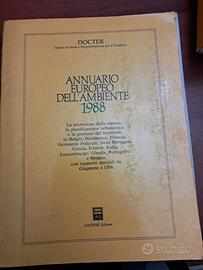 DOCTER
Istituto di Studi e Documentazione per il Territorio
ANNUARIO
EUROPEO
DELL'AMBIENTE
1988
La protezione della natura,
la pianificazione urbanistica
e la gestione del territorio
in Belgio, Danimarca, Francia,
Germania Federale, Gran Bretagna,
Grecia, Irlanda, Italia,
Lussemburgo, Olanda, Portogallo
e Spagna,
con rapporti speciali da
Giappone e USA
GIUFFRÈ Editore
Subito